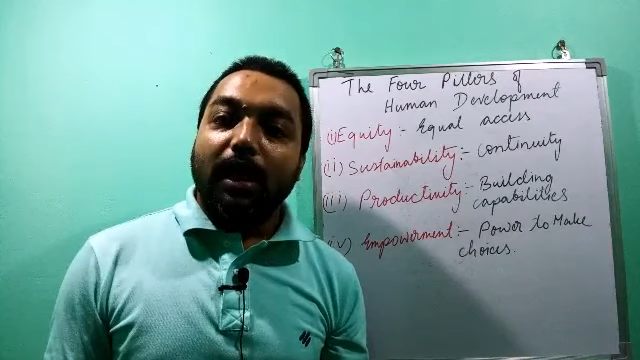 The Four Pillors of
Human Development
(i) Equity :- Equal access
(ii) Sustainability :- Continuity
(iii) Productivity :- Building
capabilities
(iv) Empowerment :- Power to Make
choices.